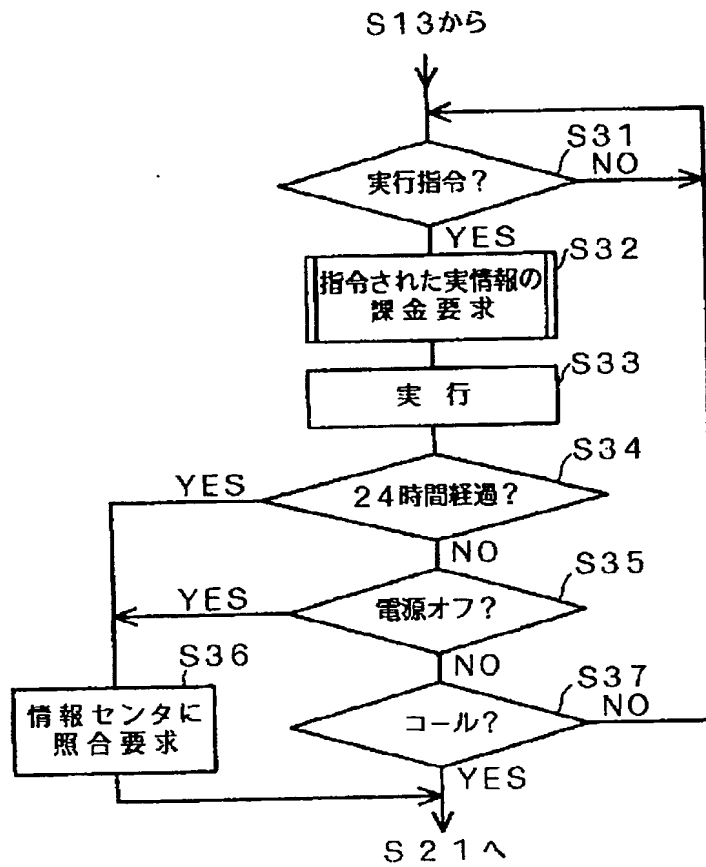 S13から
S31
実行指令?
NO
YES
S32
指令された実情報の
課金要求
S33
実行
S34
YES
24時間経過?
NO
S35
YES
電源オフ?
S36
NO
S37
情報センタに
照合要求
コール?
NO
YES
S21へ